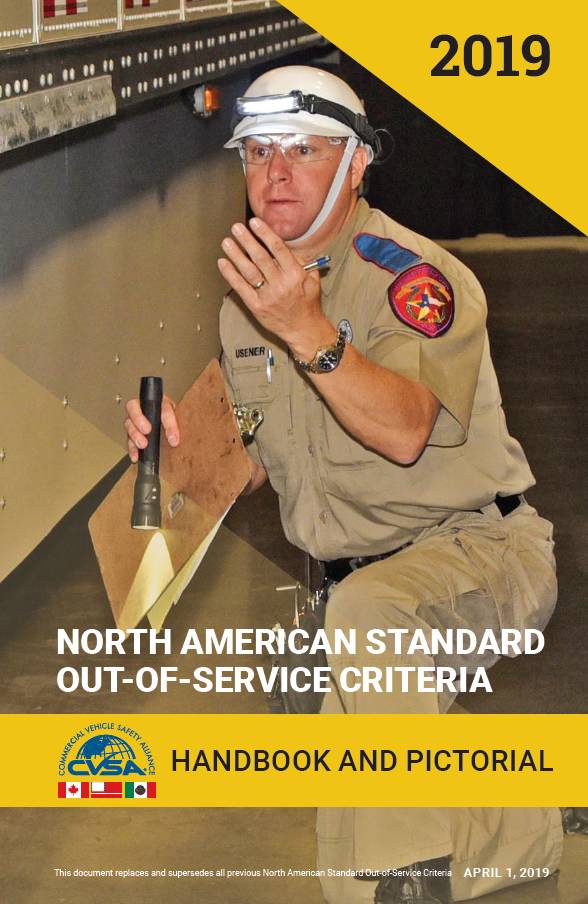 2019
USENER
NORTH AMERICAN STANDARD
OUT-OF-SERVICE CRITERIA
COMMERCIAL VEHICLE SAFETY ALLIANCE
CVSA
HANDBOOK AND PICTORIAL
This document replaces and supersedes all previous North American Standard Out-of-Service Criteria
APRIL 1, 2019